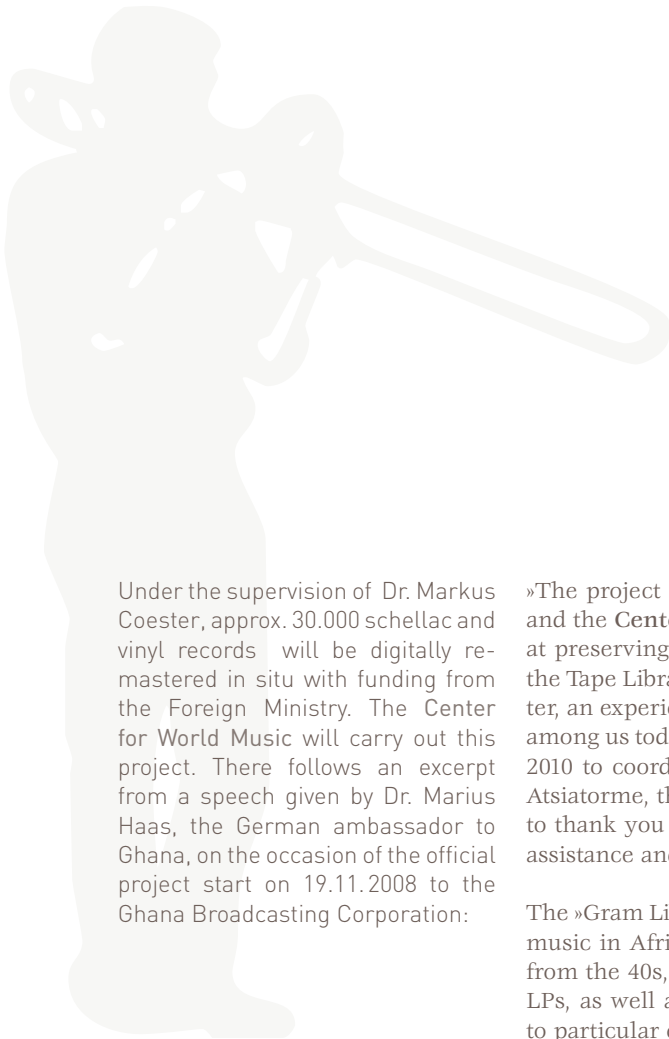 Under the supervision of Dr. Markus
Coester, approx. 30.000 schellac and
vinyl records will be digitally re-
mastered in situ with funding from
the Foreign Ministry. The Center
for World Music will carry out this
project. There follows an excerpt
from a speech given by Dr. Marius
Haas, the German ambassador to
Ghana, on the occasion of the official
project start on 19.11.2008 to the
Ghana Broadcasting Corporation:
»The project
and the Cent
at preserving
the Tape Libra
ter, an experi
among us tod
2010 to coord
Atsiatorme, th
to thank you
assistance an
The »Gram Li
music in Afri
from the 40s,
LPs, as well a
to particular